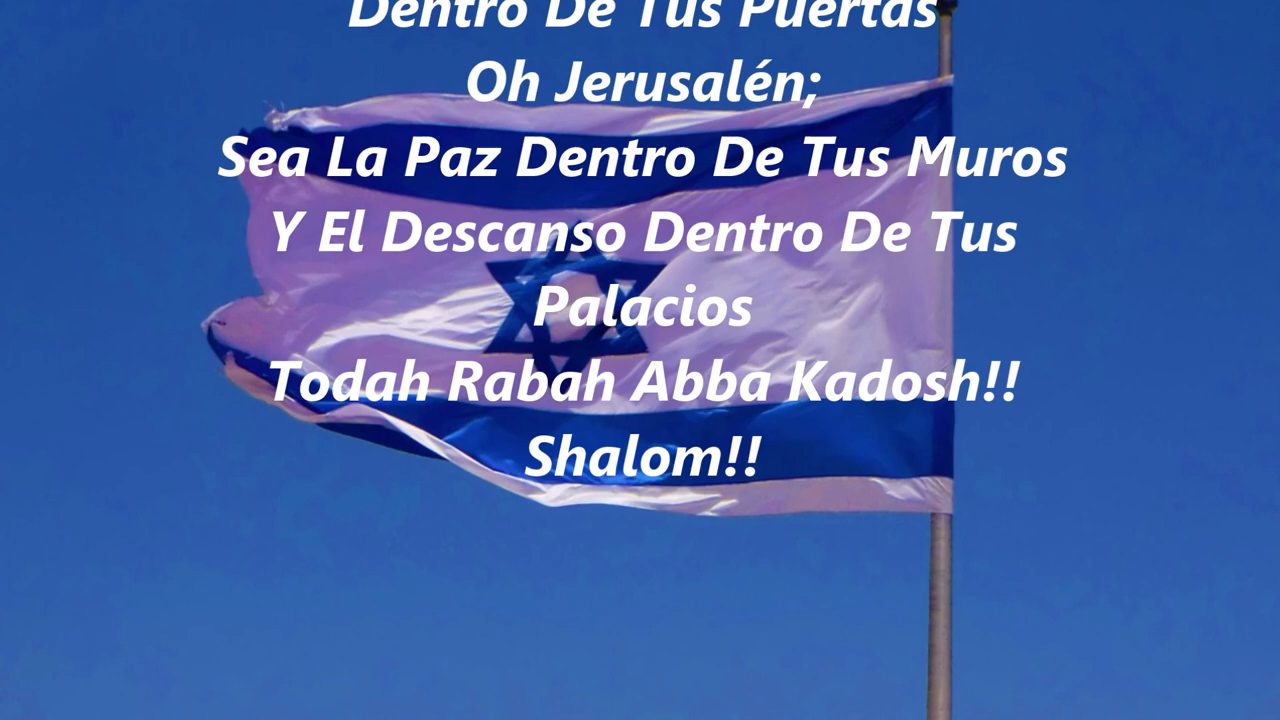 Dentro De Tus Puertas
Oh Jerusalén;
Sea La Paz Dentro De Tus Muros
Y El Descanso Dentro De Tus
Palacios
Todah Rabah Abba Kadosh!!
Shalom!!